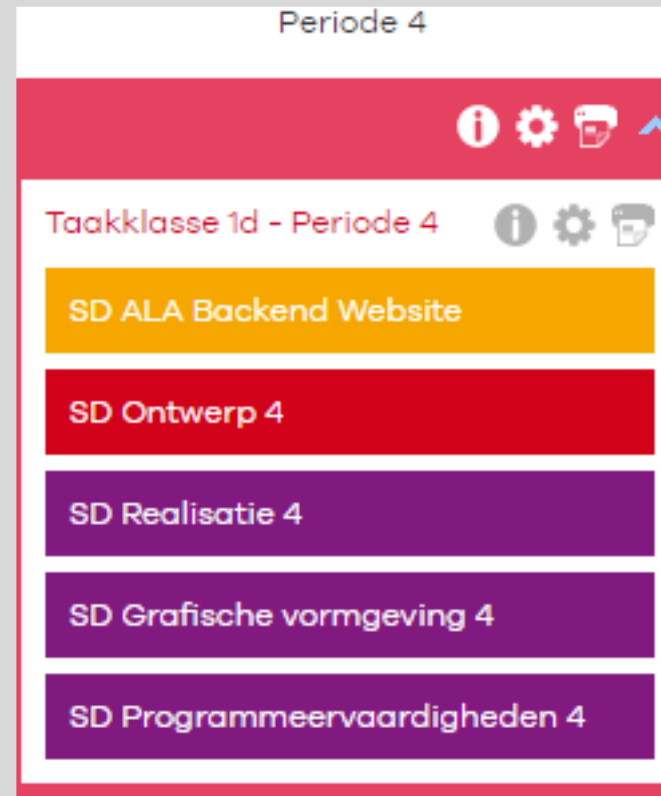 Periode 4
Taakklasse 1d - Periode 4
SD ALA Backend Website
SD Ontwerp 4
SD Realisatie 4
SD Grafische vormgeving 4
SD Programmeervaardigheden 4